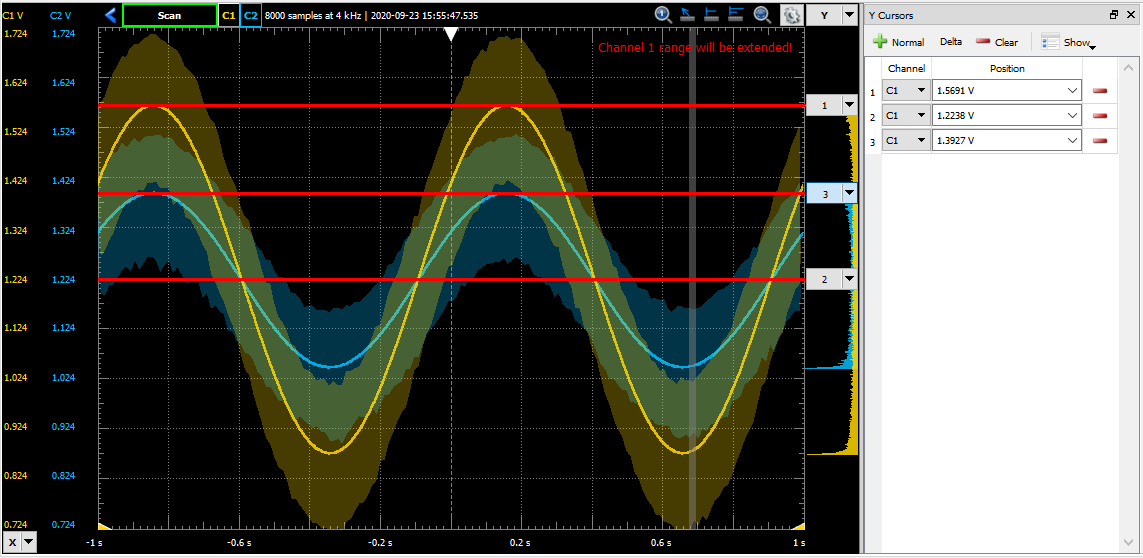 C1 V C2 V Scan C1 C2 8000 samples at 4 kHz | 2020-09-23 15:55:47.535 Y
Channel 1 range will be extended!
1.724 1.724
1.624 1.624
1.524 1.524
1.424 1.424
1.324 1.324
1.224 1.224
1.124 1.124
1.024 1.024
0.924 0.924
0.824 0.824
0.724 0.724
1
3
2
X -1 s -0.6 s -0.2 s 0.2 s 0.6 s 1 s
Y Cursors
Normal Delta Clear Show
Channel Position
1 C1 1.5691 V
2 C1 1.2238 V
3 C1 1.3927 V